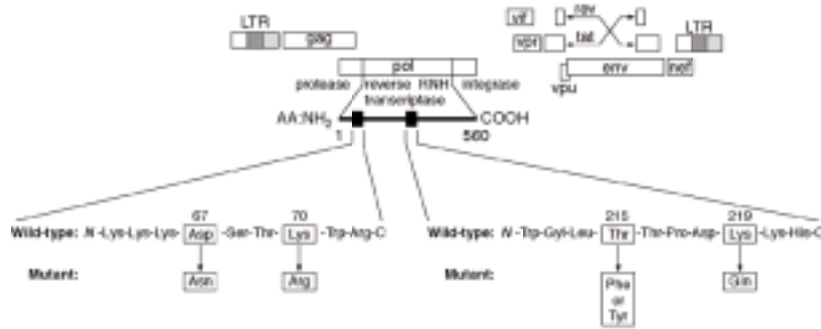 LTR
gag
vif
rev
vpr
tat
LTR
pol
env
nef
vpu
protease reverse RNH integrase
transcriptase
AA:NH2
COOH
1
560
67
70
Wild-type: N -Lys-Lys-Lys- Asp -Ser-Thr- Lys -Trp-Arg-C
Mutant:
Asn
Arg
215
219
Wild-type: N -Trp-Gyl-Leu- Thr -Thr-Pro-Asp- Lys -Lys-His-C
Mutant:
Phe
or
Tyr
Gln